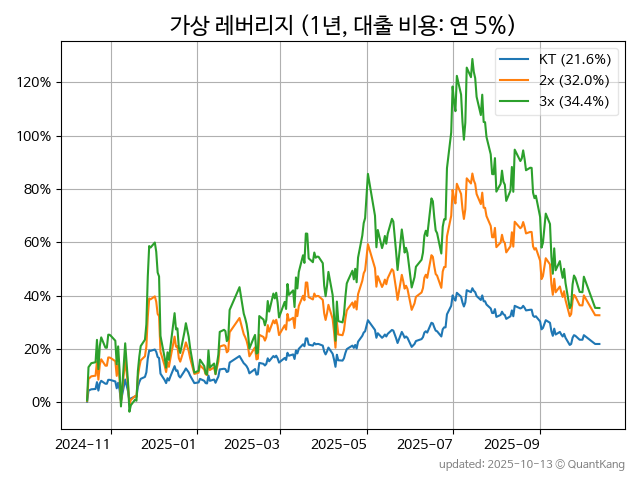 가상 레버리지 (1년, 대출 비용: 연 5%)
KT (21.6%)
2x (32.0%)
3x (34.4%)
120%
100%
80%
60%
40%
20%
0%
2024-11 2025-01 2025-03 2025-05 2025-07 2025-09
updated: 2025-10-13 © QuantKang